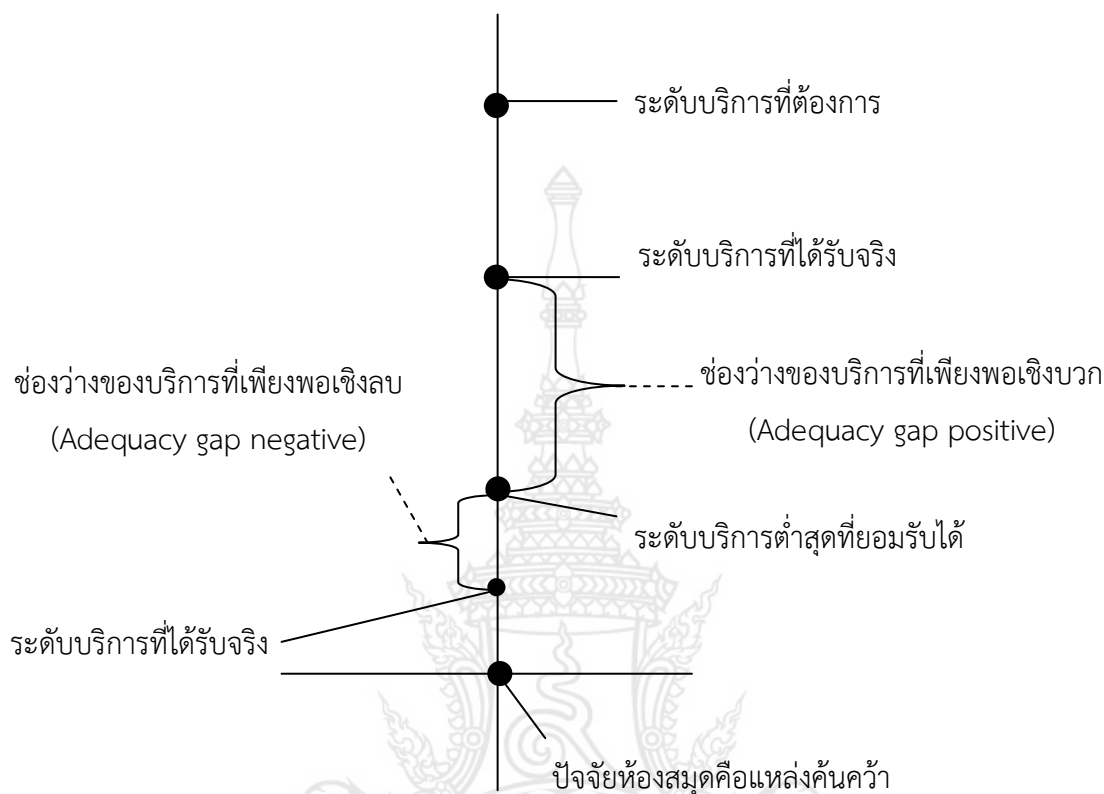 ระดับบริการที่ต้องการ
ระดับบริการที่ได้รับจริง
ช่องว่างของบริการที่เพียงพอเชิงลบ
(Adequacy gap negative)
ช่องว่างของบริการที่เพียงพอเชิงบวก
(Adequacy gap positive)
ระดับบริการต่ำสุดที่ยอมรับได้
ระดับบริการที่ได้รับจริง
ปัจจัยห้องสมุดคือแหล่งค้นคว้า